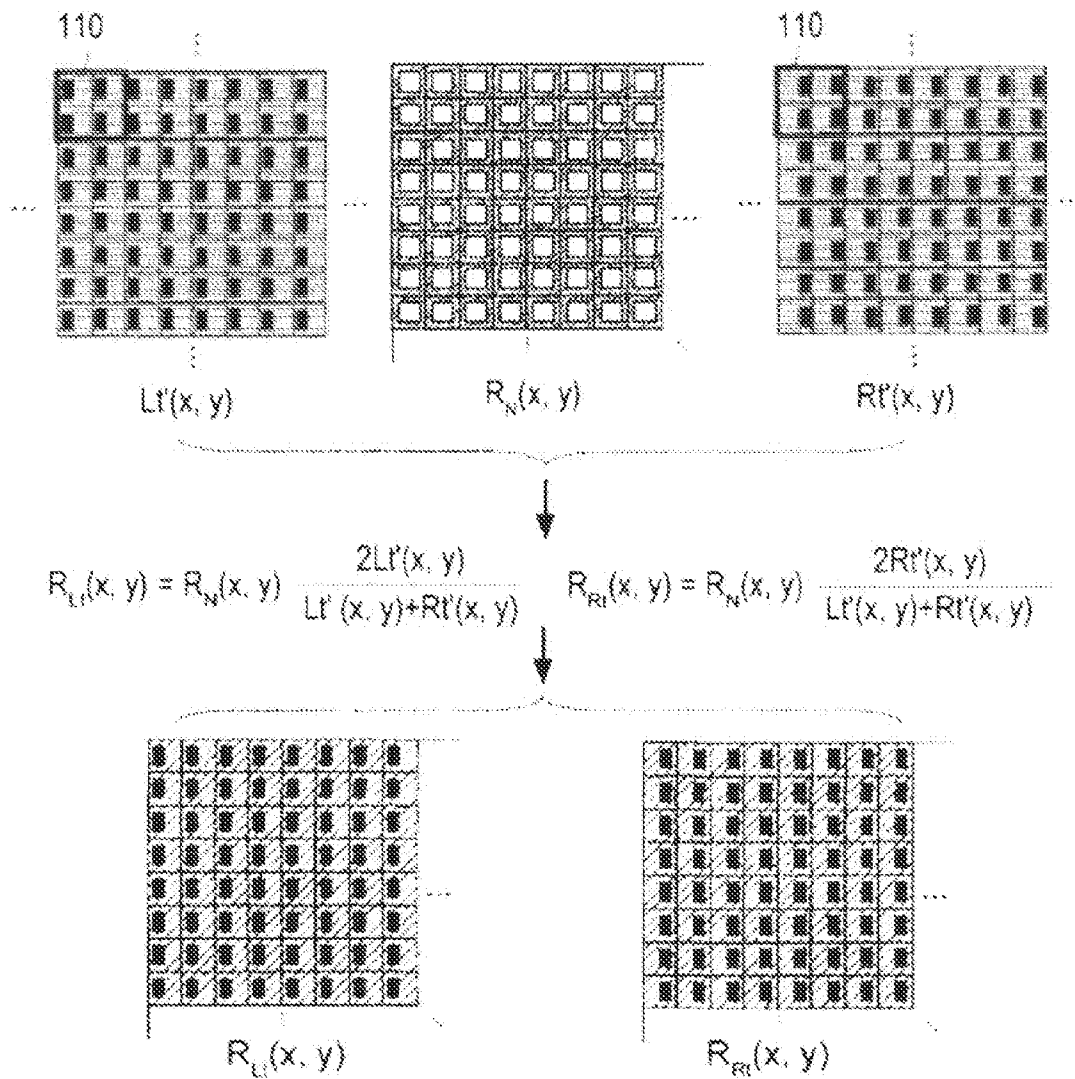 110 110
Lt'(x, y) R_N(x, y) Rt'(x, y)
R_Lt(x, y) = R_N(x, y) 2Lt'(x, y) / Lt'(x, y)+Rt'(x, y) R_Rt(x, y) = R_N(x, y) 2Rt'(x, y) / Lt'(x, y)+Rt'(x, y)
R_Lt(x, y) R_Rt(x, y)